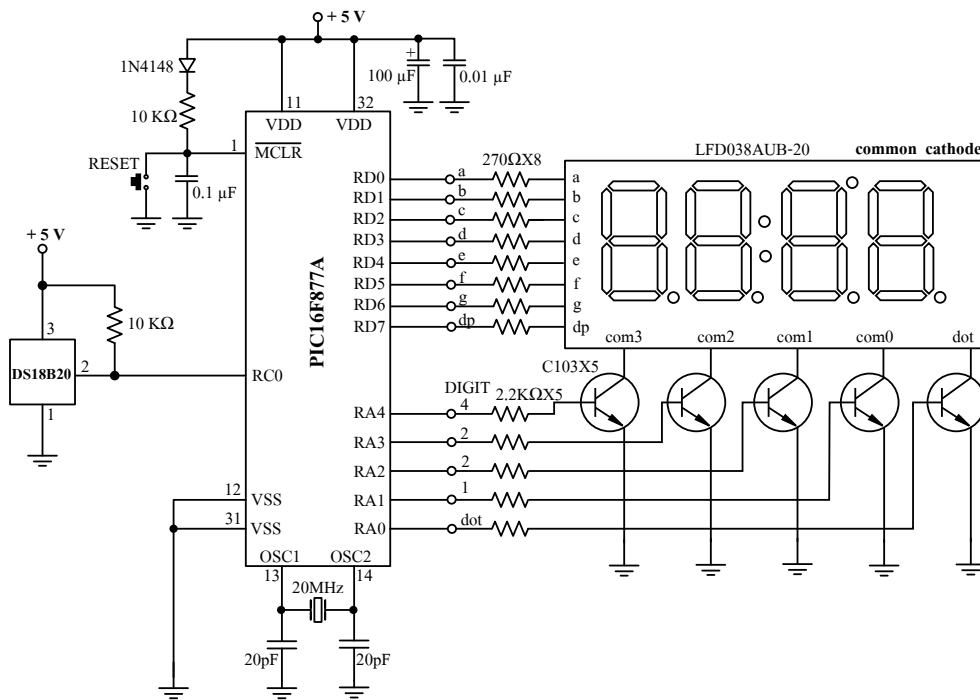 + 5 V
1N4148
10 KΩ
100 µF
0.01 µF
11
32
VDD
VDD
1
MCLR
RESET
0.1 µF
LFD038AUB-20
common cathode
270ΩX8
RD0
a
a
RD1
b
b
RD2
c
c
RD3
d
d
RD4
e
e
RD5
f
f
RD6
g
g
RD7
dp
dp
PIC16F877A
+ 5 V
10 KΩ
3
DS18B20
2
1
RC0
com3
com2
com1
com0
dot
C103X5
DIGIT
2.2KΩX5
RA4
4
RA3
2
RA2
2
RA1
1
RA0
dot
12
VSS
31
VSS
OSC1
OSC2
13
14
20MHz
20pF
20pF